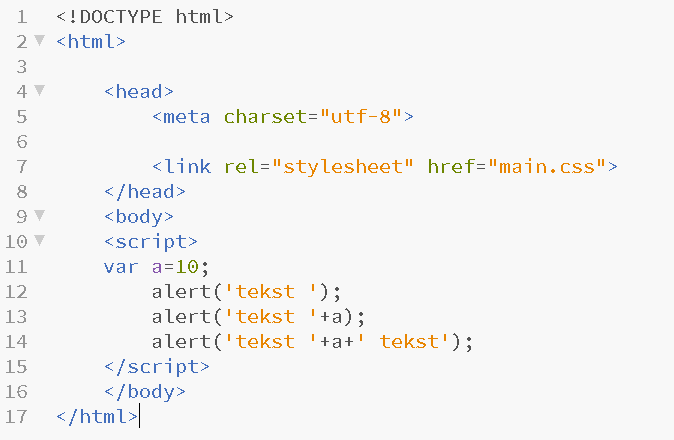 1 <!DOCTYPE html>
2 <html>
3
4 <head>
5 <meta charset="utf-8">
6
7 <link rel="stylesheet" href="main.css">
8 </head>
9 <body>
10 <script>
11 var a=10;
12 alert('tekst ');
13 alert('tekst '+a);
14 alert('tekst '+a+' tekst');
15 </script>
16 </body>
17 </html>